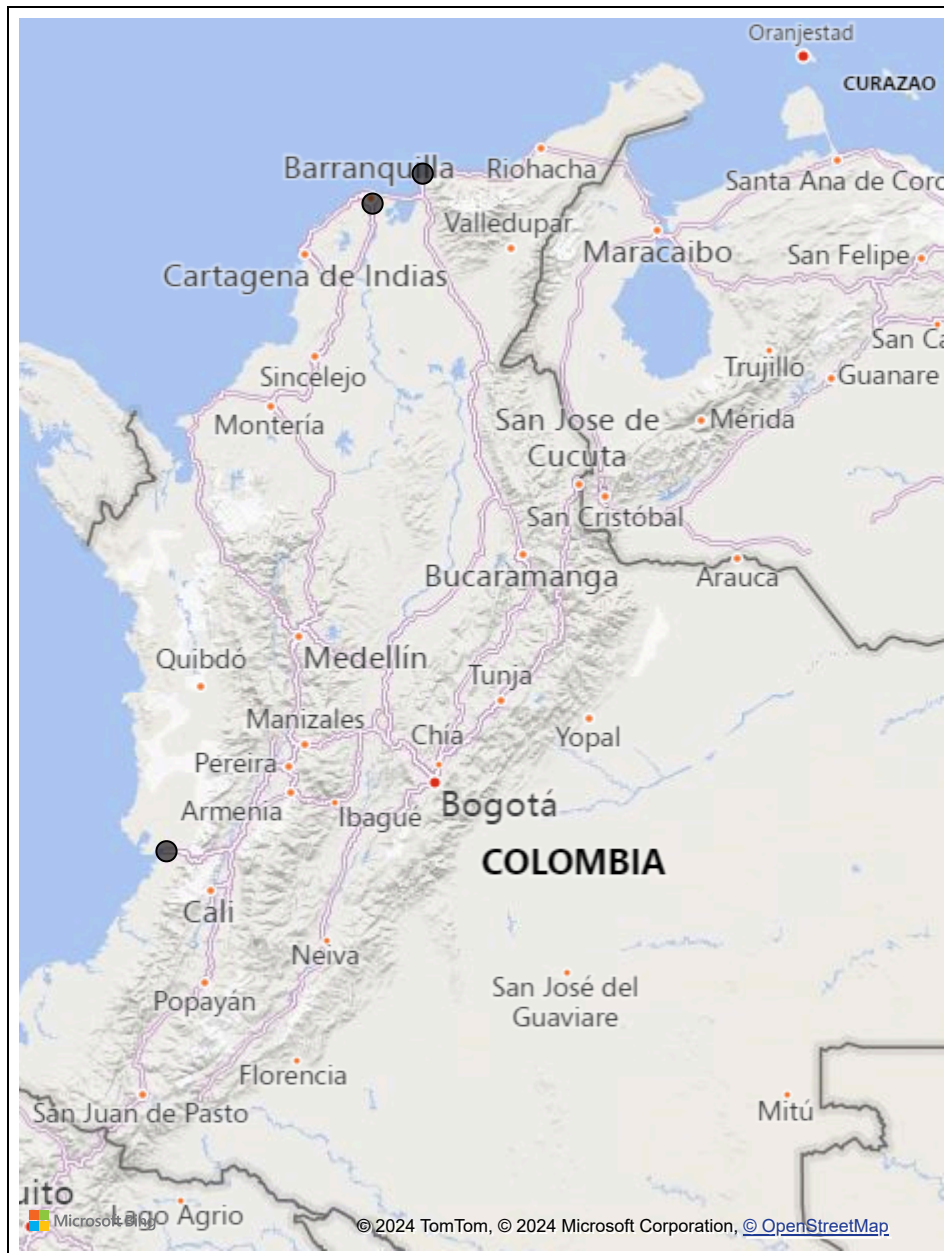 Oranjestad
CURAZAO
Barranquilla
Riohacha
Santa Ana de Coro
Valledupar
Maracaibo
San Felipe
Cartagena de Indias
San Ca
Sincelejo
Trujillo
Guanare
Montería
San Jose de
Cucuta
Mérida
San Cristóbal
Bucaramanga
Arauca
Quibdó
Medellín
Tunja
Manizales
Chía
Yopal
Pereira
Armenia
Ibagué
Bogotá
COLOMBIA
Cali
Neiva
San José del
Guaviare
Popayán
Florencia
Mitú
San Juan de Pasto
uito
Lago Agrio
Microsoft Bing
© 2024 TomTom, © 2024 Microsoft Corporation, © OpenStreetMap